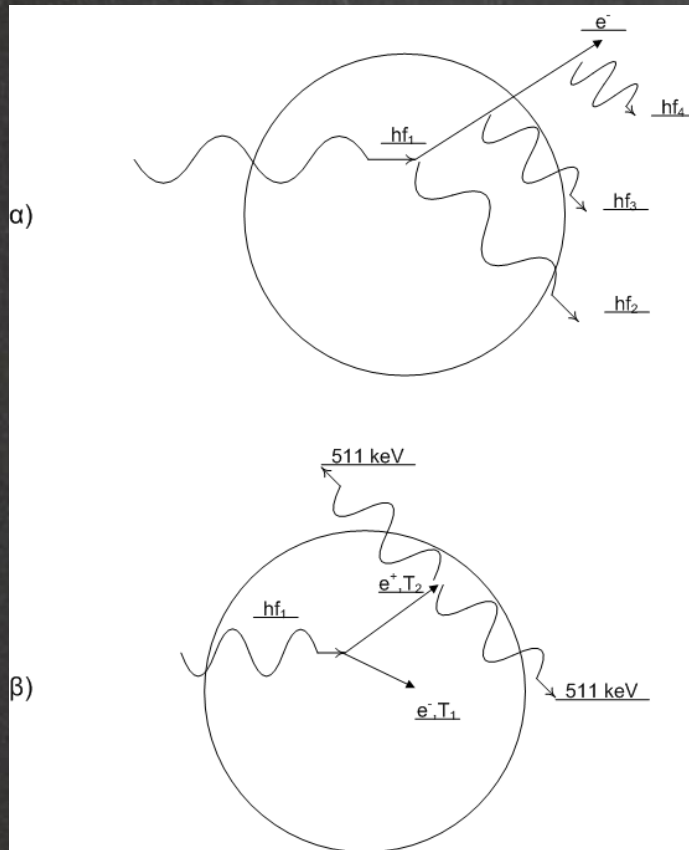 e⁻
hf₄
hf₁
hf₃
α)
hf₂
511 keV
e⁺,T₂
hf₁
β)
511 keV
e⁻,T₁